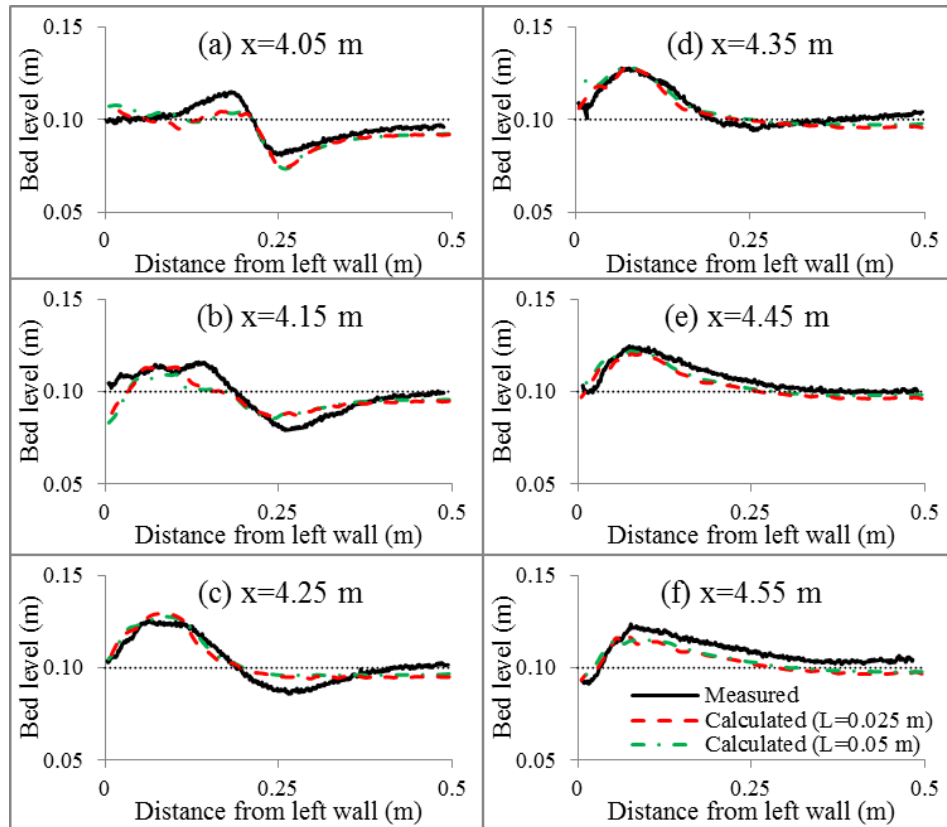 (a) x=4.05 m
Bed level (m)
0.15
0.10
0.05
0
0.25
0.5
Distance from left wall (m)
(d) x=4.35 m
Bed level (m)
0.15
0.10
0.05
0
0.25
0.5
Distance from left wall (m)
(b) x=4.15 m
Bed level (m)
0.15
0.10
0.05
0
0.25
0.5
Distance from left wall (m)
(e) x=4.45 m
Bed level (m)
0.15
0.10
0.05
0
0.25
0.5
Distance from left wall (m)
(c) x=4.25 m
Bed level (m)
0.15
0.10
0.05
0
0.25
0.5
Distance from left wall (m)
(f) x=4.55 m
Bed level (m)
0.15
0.10
0.05
0
0.25
0.5
Distance from left wall (m)
Measured
Calculated (L=0.025 m)
Calculated (L=0.05 m)